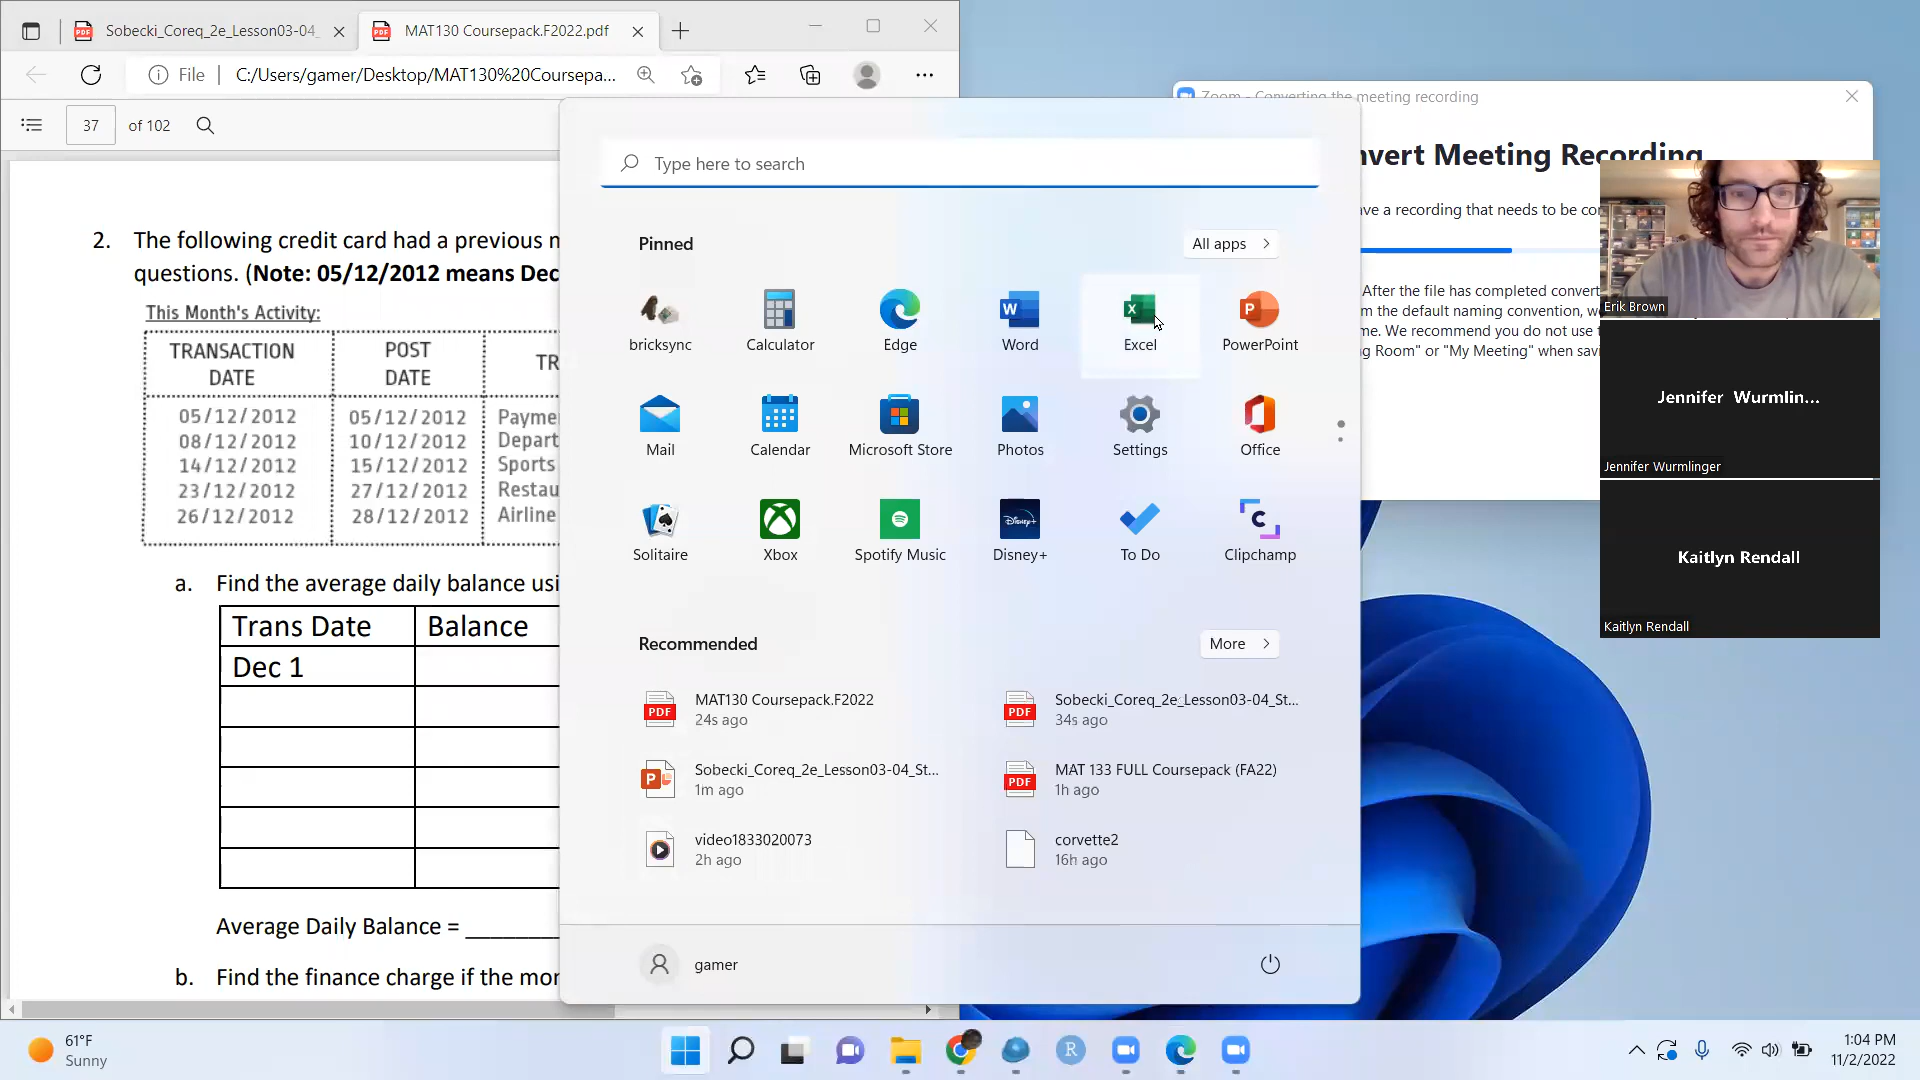 Sobecki_Coreq_2e_Lesson03-04_
MAT130 Coursepack.F2022.pdf
File
C:/Users/gamer/Desktop/MAT130%20Coursepa...
37
of 102
2. The following credit card had a previous
questions. (Note: 05/12/2012 means Dec
This Month's Activity:
TRANSACTION DATE
POST DATE
TR
05/12/2012 05/12/2012 Payme
08/12/2012 10/12/2012 Depart
14/12/2012 15/12/2012 Sports
23/12/2012 27/12/2012 Restau
26/12/2012 28/12/2012 Airline
a. Find the average daily balance usi
Trans Date Balance
Dec 1
Average Daily Balance = ________
b. Find the finance charge if the mo
Type here to search
Pinned
All apps
bricksync
Calculator
Edge
Word
Excel
PowerPoint
Mail
Calendar
Microsoft Store
Photos
Settings
Office
Solitaire
Xbox
Spotify Music
Disney+
To Do
Clipchamp
Recommended
More
MAT130 Coursepack.F2022
24s ago
Sobecki_Coreq_2e_Lesson03-04_St...
34s ago
Sobecki_Coreq_2e_Lesson03-04_St...
1m ago
MAT 133 FULL Coursepack (FA22)
1h ago
video1833020073
2h ago
corvette2
16h ago
gamer
Zoom - Converting the meeting recording
nvert Meeting Recording
ve a recording that needs to be co
After the file has completed convert
m the default naming convention, w
me. We recommend you do not use
g Room" or "My Meeting" when savi
Erik Brown
Jennifer Wurmlin...
Jennifer Wurmlinger
Kaitlyn Rendall
Kaitlyn Rendall
61°F
Sunny
1:04 PM
11/2/2022